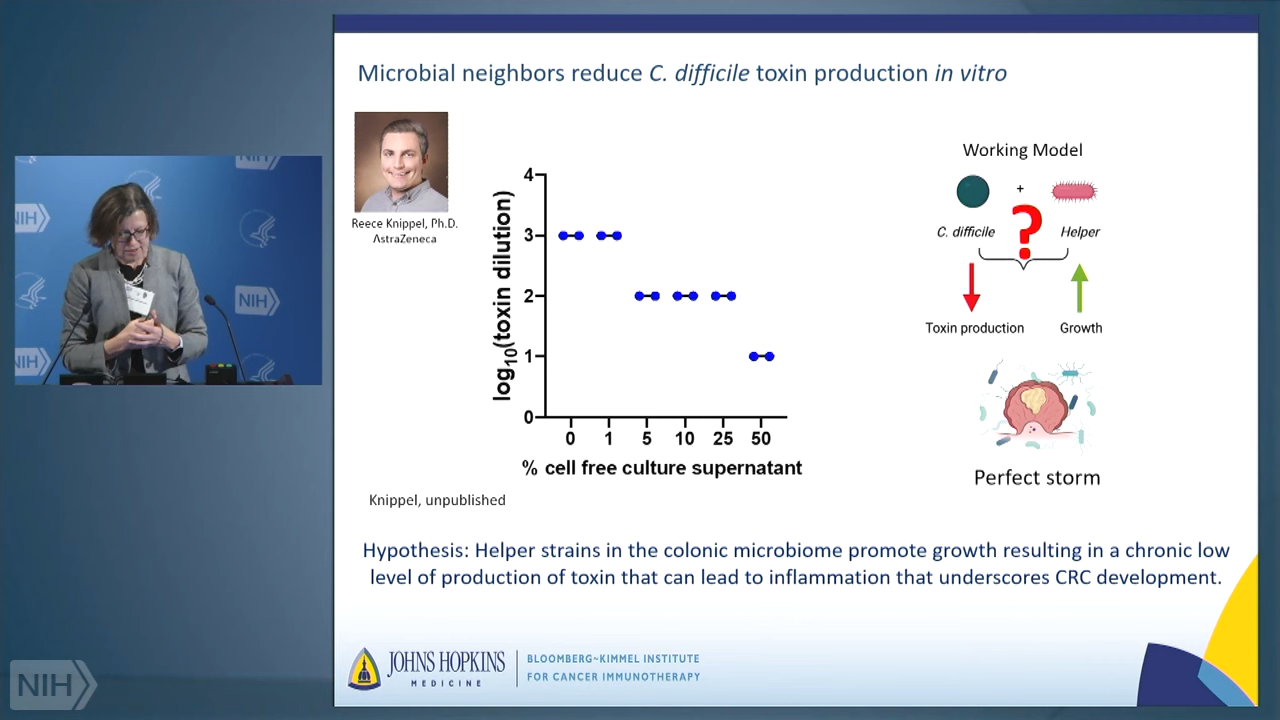 Microbial neighbors reduce C. difficile toxin production in vitro
Reece Knippel, Ph.D.
AstraZeneca
log10(toxin dilution)
4
3
2
1
0
0 1 5 10 25 50
% cell free culture supernatant
Knippel, unpublished
Working Model
+
C. difficile
?
Helper
Toxin production
Growth
Perfect storm
Hypothesis: Helper strains in the colonic microbiome promote growth resulting in a chronic low
level of production of toxin that can lead to inflammation that underscores CRC development.
JOHNS HOPKINS
MEDICINE
BLOOMBERG~KIMMEL INSTITUTE
FOR CANCER IMMUNOTHERAPY
NIH
NIH
NIH
NIH
NIH